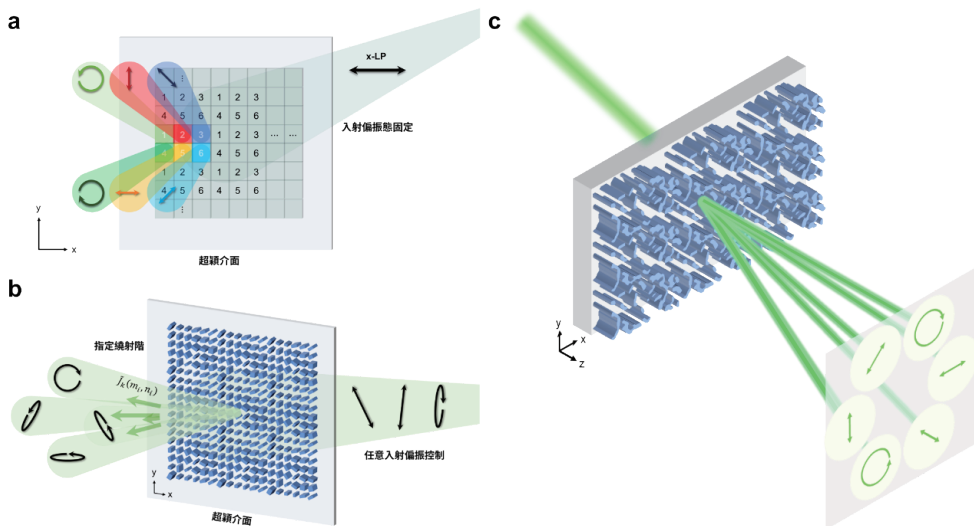 a
x-LP
入射偏振態固定
⋮
1 2 3 1 2 3
4 5 6 4 5 6
1 2 3 1 2 3 ... ...
4 5 6 4 5 6
1 2 3 1 2 3
4 5 6 4 5 6
⋮
y
x
超穎介面
b
指定繞射階
J̃ₖ(mᵢ,nᵢ)
任意入射偏振控制
y
x
超穎介面
c
y
x
z